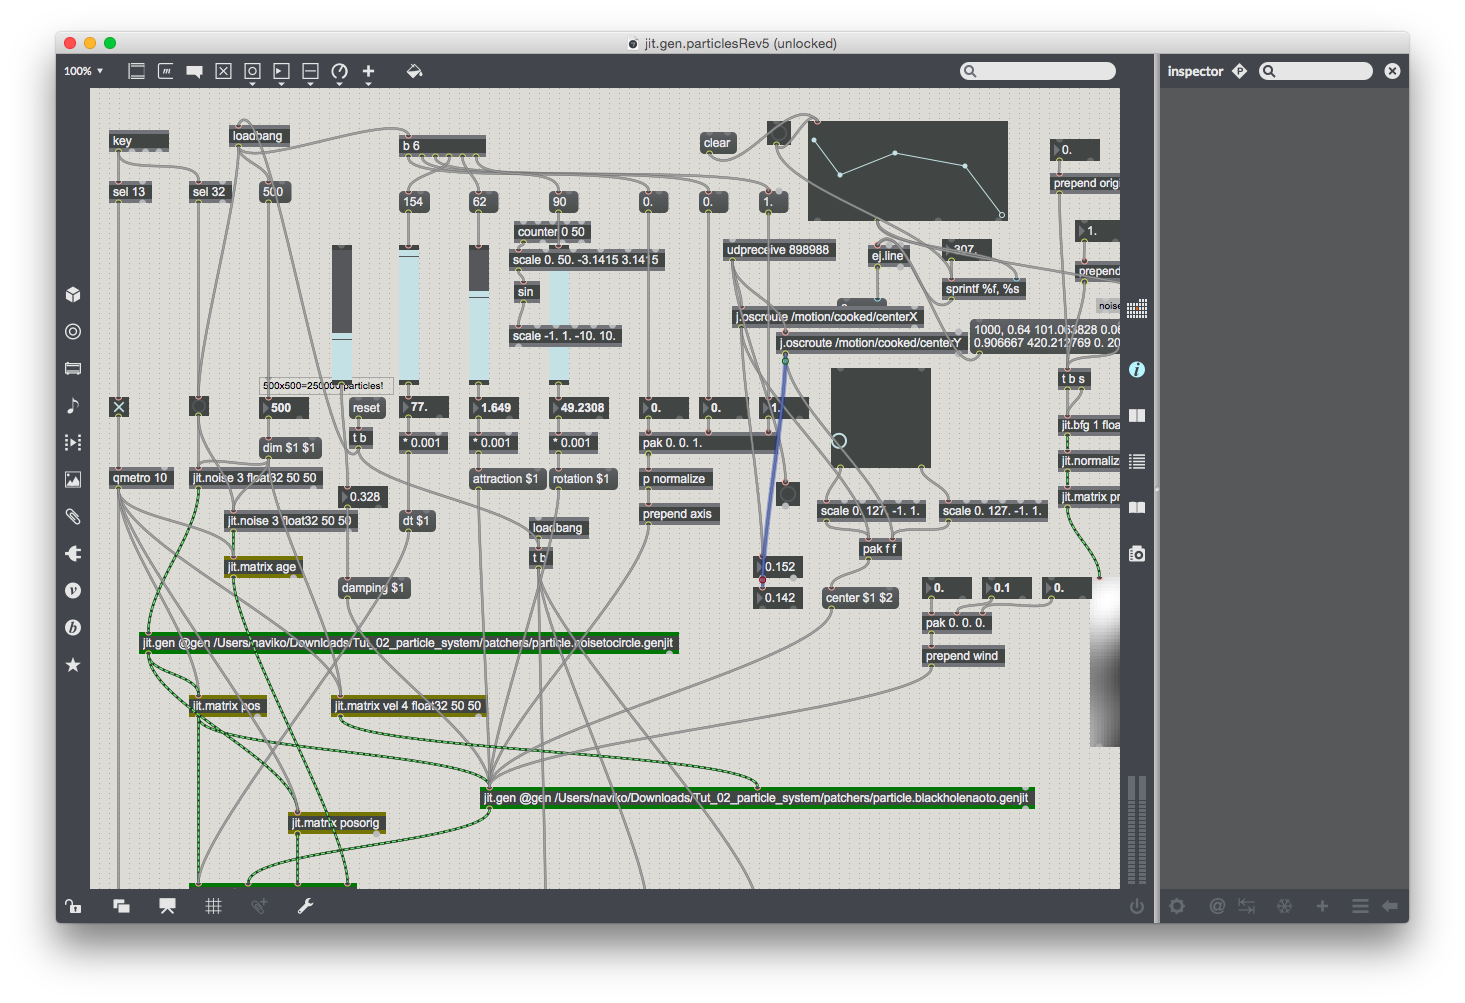 jit.gen.particlesRev5 (unlocked)
100%
inspector
key
loadbang
b 6
clear
0.
sel 13
sel 32
500
154
62
90
0.
0.
1.
prepend orig
counter 0 50
udpreceive 898988
ej.line
307.
1.
scale 0. 50. -3.1415 3.1415
prepend
sin
sprintf %f, %s
noise
j.oscroute /motion/cooked/centerX
scale -1. 1. -10. 10.
j.oscroute /motion/cooked/centerY
1000, 0.64 101.063828 0.06
0.906667 420.212769 0. 20
500x500=250000 particles!
t b s
500
reset
77.
1.649
49.2308
0.
0.
1.
jit.bfg 1 floa
dim $1 $1
t b
* 0.001
* 0.001
* 0.001
pak 0. 0. 1.
jit.normaliz
qmetro 10
jit.noise 3 float32 50 50
attraction $1
rotation $1
p normalize
0.328
jit.matrix pr
jit.noise 3 float32 50 50
dt $1
loadbang
prepend axis
scale 0. 127. -1. 1.
scale 0. 127. -1. 1.
t b
pak f f
jit.matrix age
0.152
damping $1
0.142
center $1 $2
0.
0.1
0.
pak 0. 0. 0.
jit.gen @gen /Users/naviko/Downloads/Tut_02_particle_system/patchers/particle.noisetocircle.genjit
prepend wind
jit.matrix pos
jit.matrix vel 4 float32 50 50
jit.gen @gen /Users/naviko/Downloads/Tut_02_particle_system/patchers/particle.blackholenaoto.genjit
jit.matrix posorig